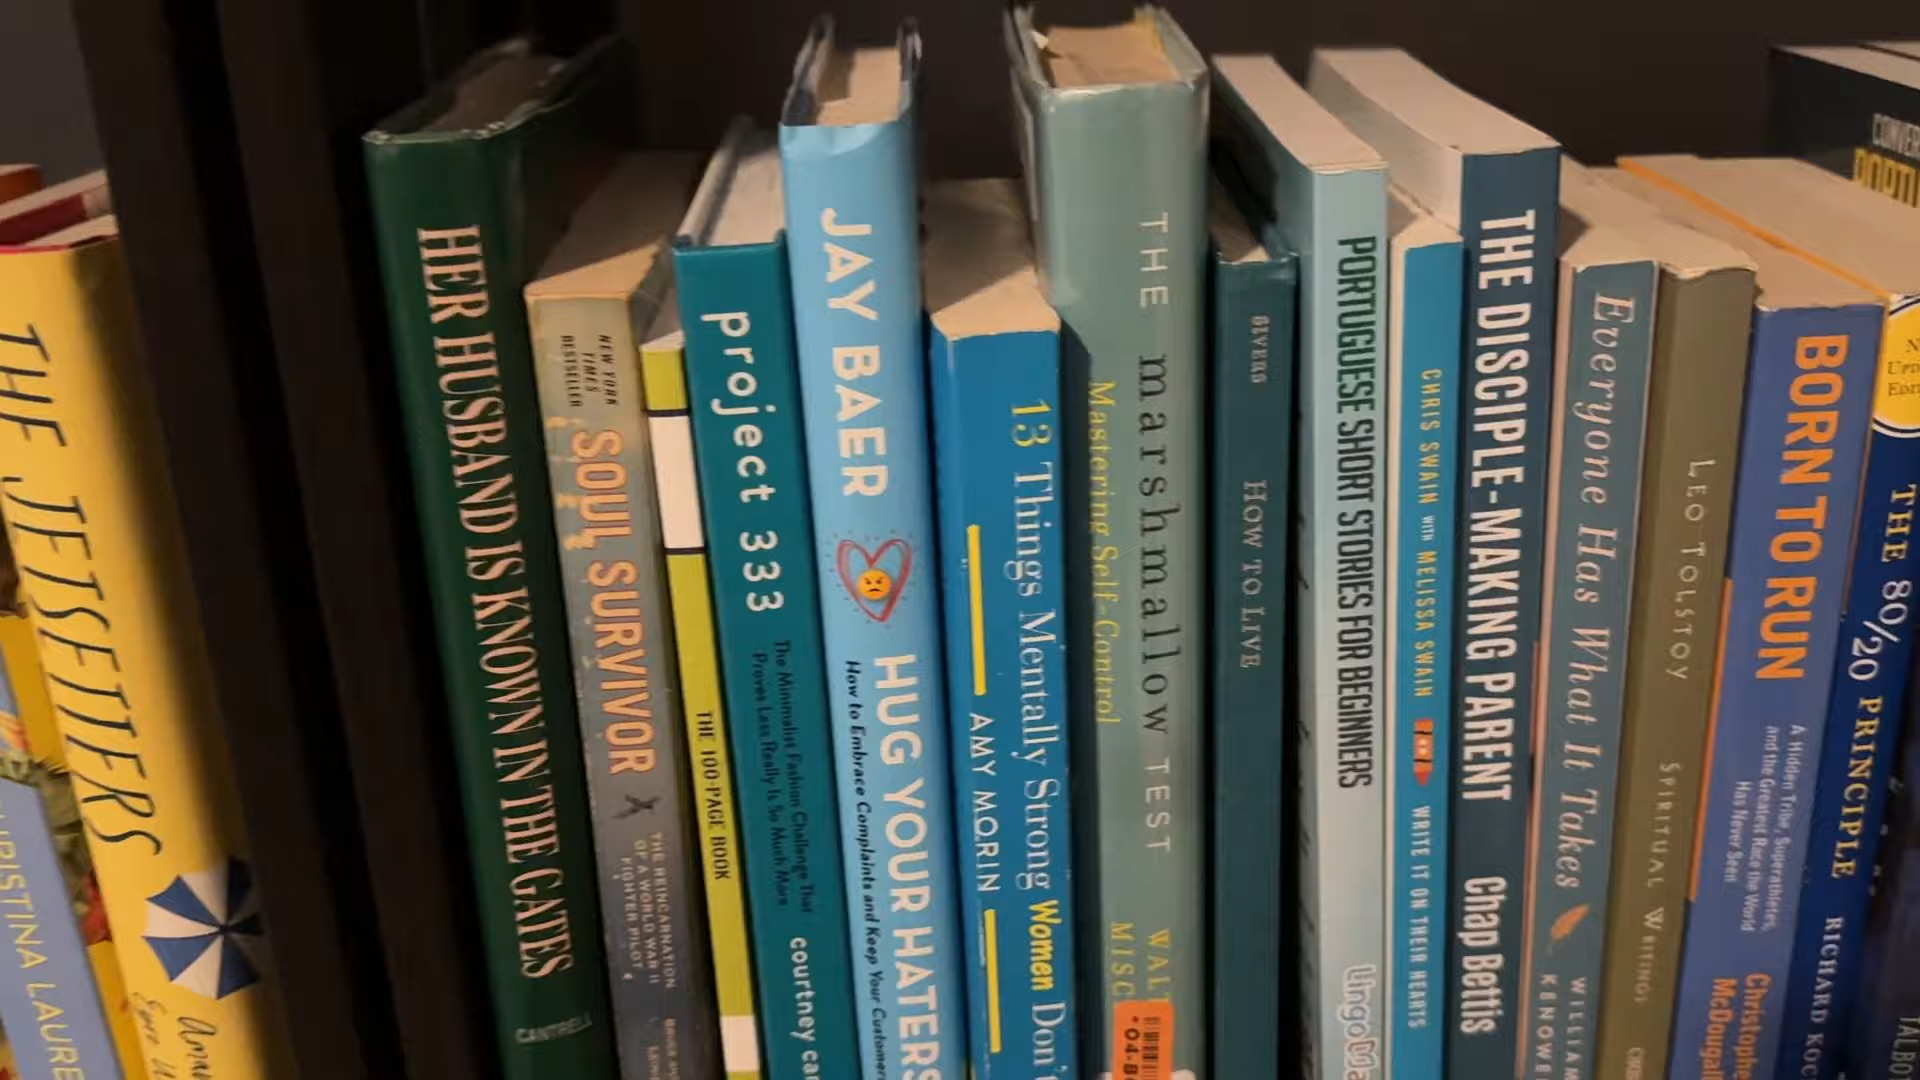 THE JETSETTERS
HER HUSBAND IS KNOWN IN THE GATES
CANTRELL
NEW YORK
TIMES
BESTSELLER
SOUL SURVIVOR
THE REINCARNATION
OF A WORLD WAR II
FIGHTER PILOT
THE 100-PAGE BOOK
project 333
The Minimalist Fashion Challenge That
Proves Less Really Is So Much More
courtney
JAY BAER
HUG YOUR HATERS
How to Embrace Complaints and Keep Your Customers
13 Things Mentally Strong Women Don't
AMY MORIN
THE marshmallow TEST
Mastering Self-Control
SIVERS
HOW TO LIVE
PORTUGUESE SHORT STORIES FOR BEGINNERS
CHRIS SWAIN WITH MELISSA SWAIN
WRITE IT ON THEIR HEARTS
THE DISCIPLE-MAKING PARENT
Chap Bettis
Everyone Has What It Takes
WILLIAM
LEO TOLSTOY
SPIRITUAL WRITINGS
BORN TO RUN
A Hidden Tribe, Superathletes,
and the Greatest Race the World
Has Never Seen
THE 80/20 PRINCIPLE
RICHARD